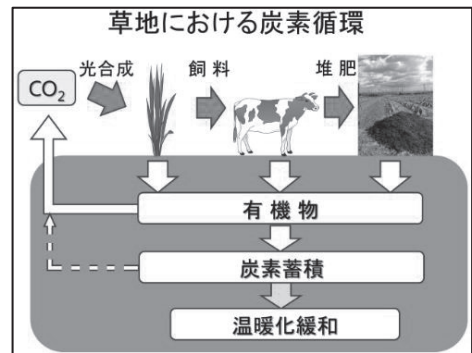 草地における炭素循環
CO₂
光合成
飼料
堆肥
有機物
炭素蓄積
温暖化緩和